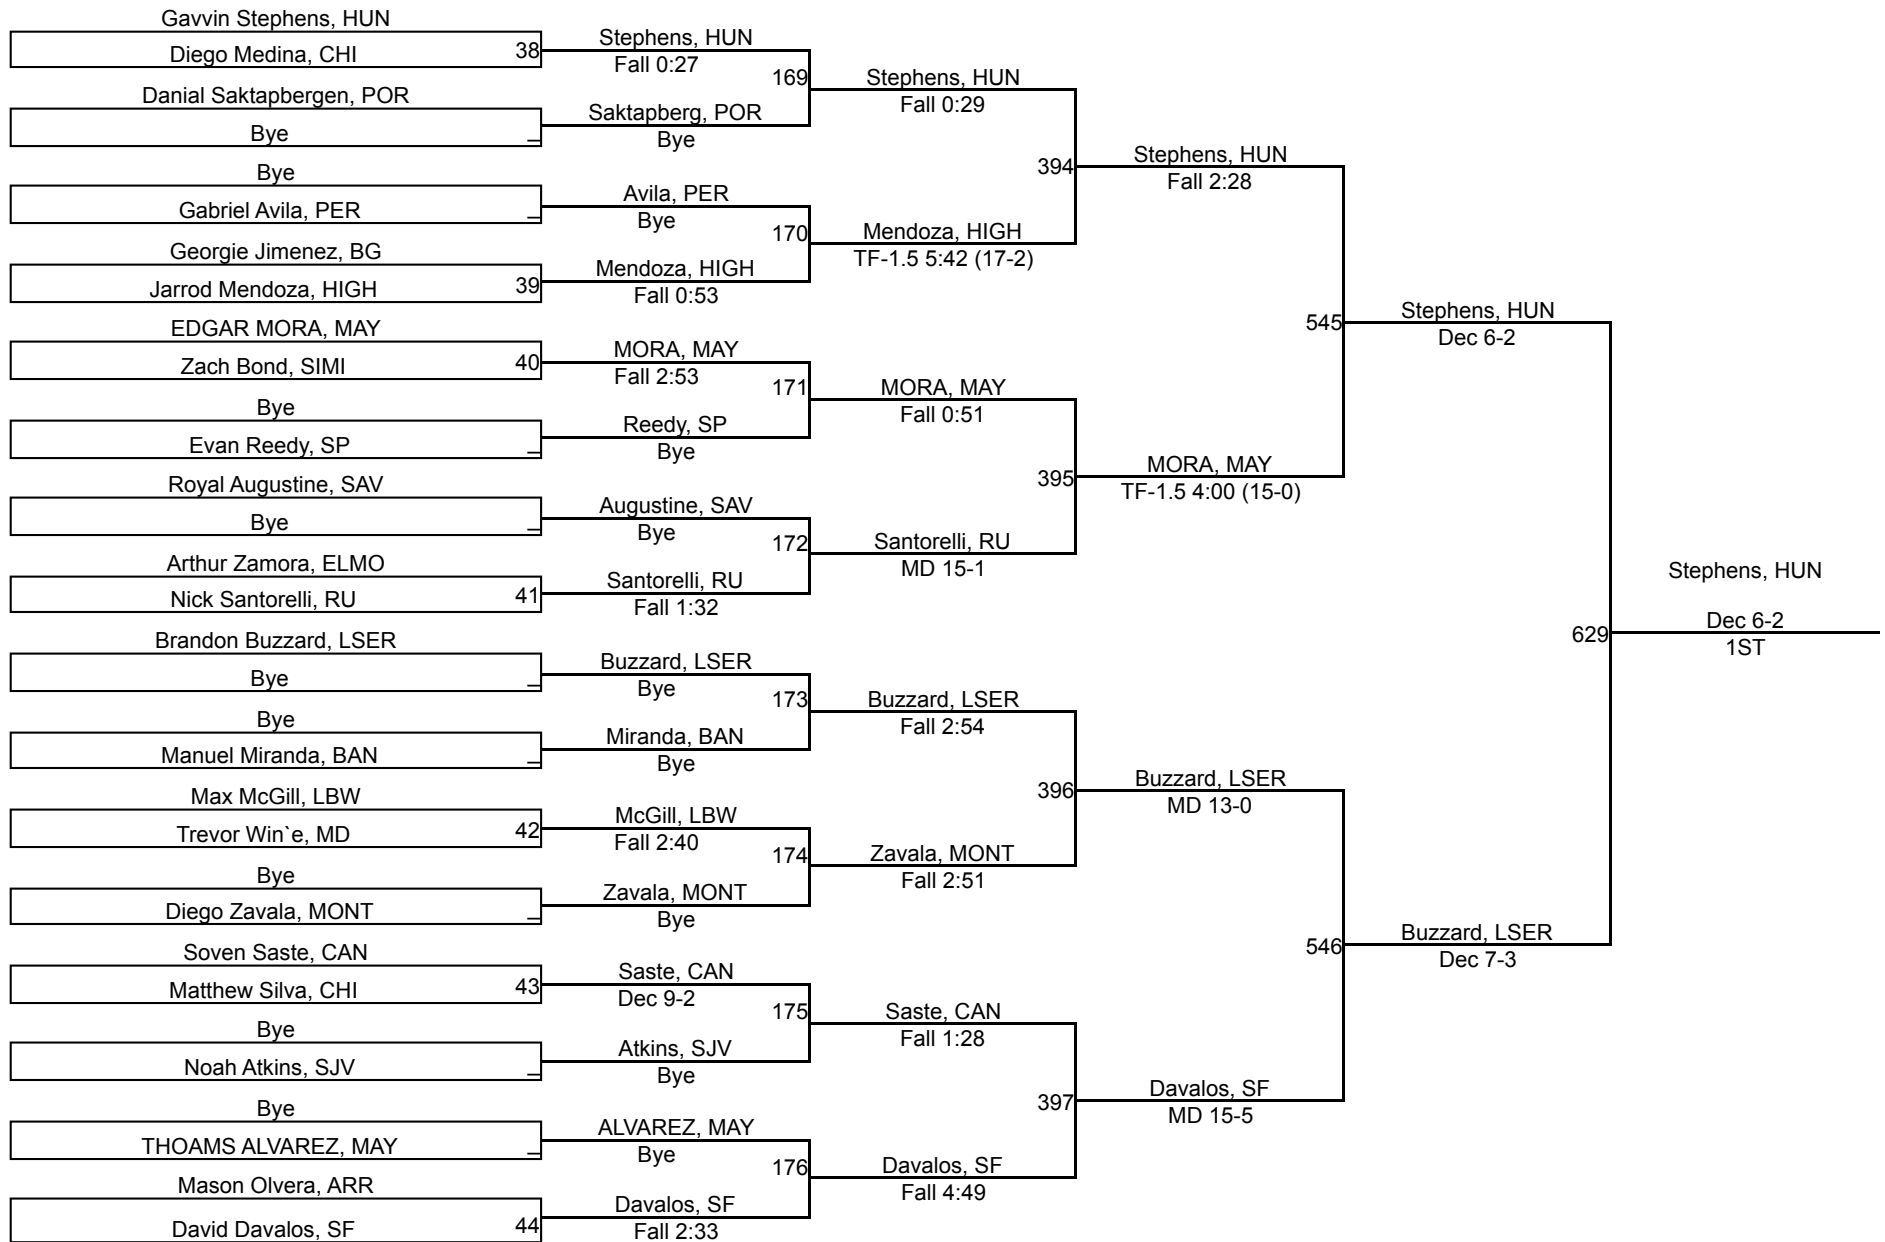 Gavvin Stephens, HUN
Diego Medina, CHI
38
Danial Saktapbergen, POR
Bye
_
Bye
Gabriel Avila, PER
_
Georgie Jimenez, BG
Jarrod Mendoza, HIGH
39
EDGAR MORA, MAY
Zach Bond, SIMI
40
Bye
Evan Reedy, SP
_
Royal Augustine, SAV
Bye
_
Arthur Zamora, ELMO
Nick Santorelli, RU
41
Brandon Buzzard, LSER
Bye
_
Bye
Manuel Miranda, BAN
_
Max McGill, LBW
Trevor Win`e, MD
42
Bye
Diego Zavala, MONT
_
Soven Saste, CAN
Matthew Silva, CHI
43
Bye
Noah Atkins, SJV
_
Bye
THOAMS ALVAREZ, MAY
_
Mason Olvera, ARR
David Davalos, SF
44
Stephens, HUN
Fall 0:27
169
Saktapberg, POR
Bye
Avila, PER
Bye
170
Mendoza, HIGH
Fall 0:53
MORA, MAY
Fall 2:53
171
Reedy, SP
Bye
Augustine, SAV
Bye
172
Santorelli, RU
Fall 1:32
Buzzard, LSER
Bye
173
Miranda, BAN
Bye
McGill, LBW
Fall 2:40
174
Zavala, MONT
Bye
Saste, CAN
Dec 9-2
175
Atkins, SJV
Bye
ALVAREZ, MAY
Bye
176
Davalos, SF
Fall 2:33
Stephens, HUN
Fall 0:29
394
Mendoza, HIGH
TF-1.5 5:42 (17-2)
MORA, MAY
Fall 0:51
395
Santorelli, RU
MD 15-1
Buzzard, LSER
Fall 2:54
396
Zavala, MONT
Fall 2:51
Saste, CAN
Fall 1:28
397
Davalos, SF
Fall 4:49
Stephens, HUN
Fall 2:28
545
MORA, MAY
TF-1.5 4:00 (15-0)
Buzzard, LSER
MD 13-0
546
Davalos, SF
MD 15-5
Stephens, HUN
Dec 6-2
629
Buzzard, LSER
Dec 7-3
Stephens, HUN
Dec 6-2
1ST